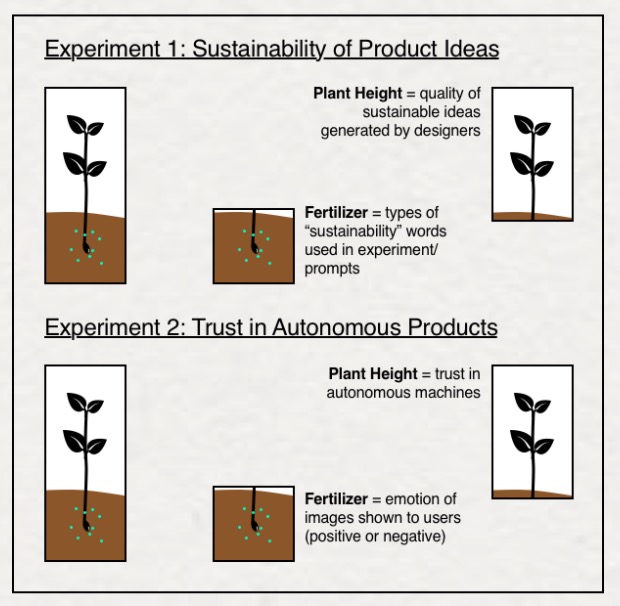 Experiment 1: Sustainability of Product Ideas
Plant Height = quality of
sustainable ideas
generated by designers
Fertilizer = types of
“sustainability” words
used in experiment/
prompts
Experiment 2: Trust in Autonomous Products
Plant Height = trust in
autonomous machines
Fertilizer = emotion of
images shown to users
(positive or negative)